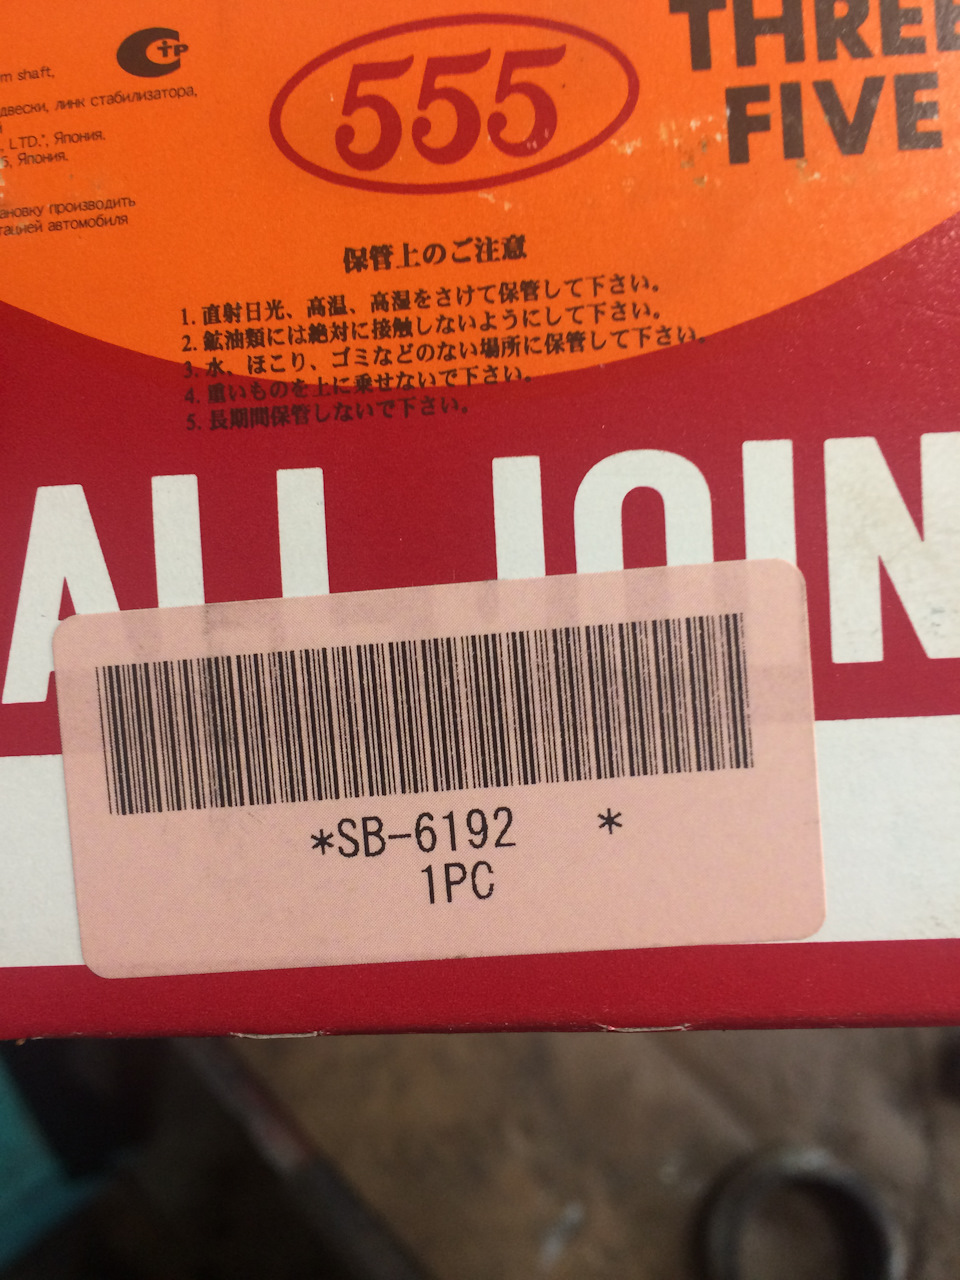 m shaft,
двески, линк стабилизатора,
LTD.", Япония.
5, Япония.
ановку производить
тацией автомобиля
СТР
555
THREE
FIVE
保管上のご注意
1. 直射日光、高温、高湿をさけて保管して下さい。
2. 鉱油類には絶対に接触しないようにして下さい。
3. 水、ほこり、ゴミなどのない場所に保管して下さい。
4. 重いものを上に乗せないで下さい。
5. 長期間保管しないで下さい。
ALL JOIN
*SB-6192 *
1PC